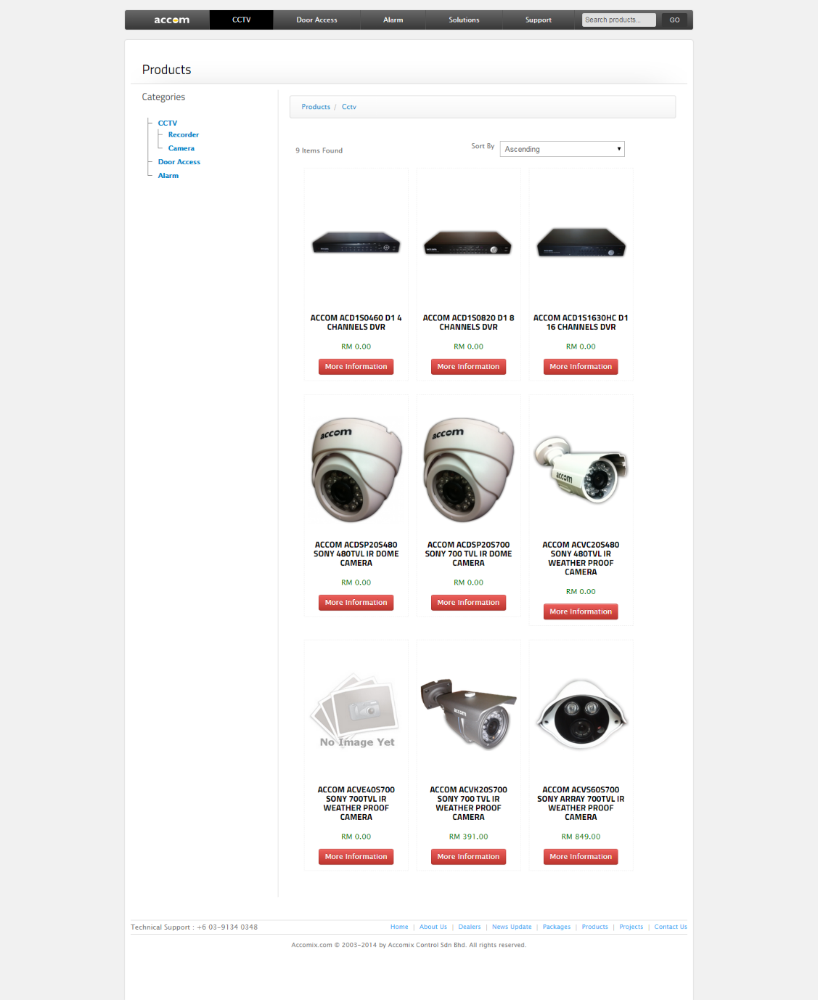 accom
CCTV
Door Access
Alarm
Solutions
Support
Search products...
GO
Products
Categories
CCTV
Recorder
Camera
Door Access
Alarm
Products / Cctv
9 Items Found
Sort By
Ascending
ACCOM ACD1S0460 D1 4
CHANNELS DVR
RM 0.00
More Information
ACCOM ACD1S0820 D1 8
CHANNELS DVR
RM 0.00
More Information
ACCOM ACD1S1630HC D1
16 CHANNELS DVR
RM 0.00
More Information
accom
ACCOM ACDSP20S480
SONY 480TVL IR DOME
CAMERA
RM 0.00
More Information
accom
ACCOM ACDSP20S700
SONY 700 TVL IR DOME
CAMERA
RM 0.00
More Information
accom
ACCOM ACVC20S480
SONY 480TVL IR
WEATHER PROOF
CAMERA
RM 0.00
More Information
No Image Yet
ACCOM ACVE40S700
SONY 700TVL IR
WEATHER PROOF
CAMERA
RM 0.00
More Information
accom
ACCOM ACVK20S700
SONY 700 TVL IR
WEATHER PROOF
CAMERA
RM 391.00
More Information
ACCOM ACVS60S700
SONY ARRAY 700TVL IR
WEATHER PROOF
CAMERA
RM 849.00
More Information
Technical Support : +6 03-9134 0348
Home | About Us | Dealers | News Update | Packages | Products | Projects | Contact Us
Accomix.com © 2003-2014 by Accomix Control Sdn Bhd. All rights reserved.